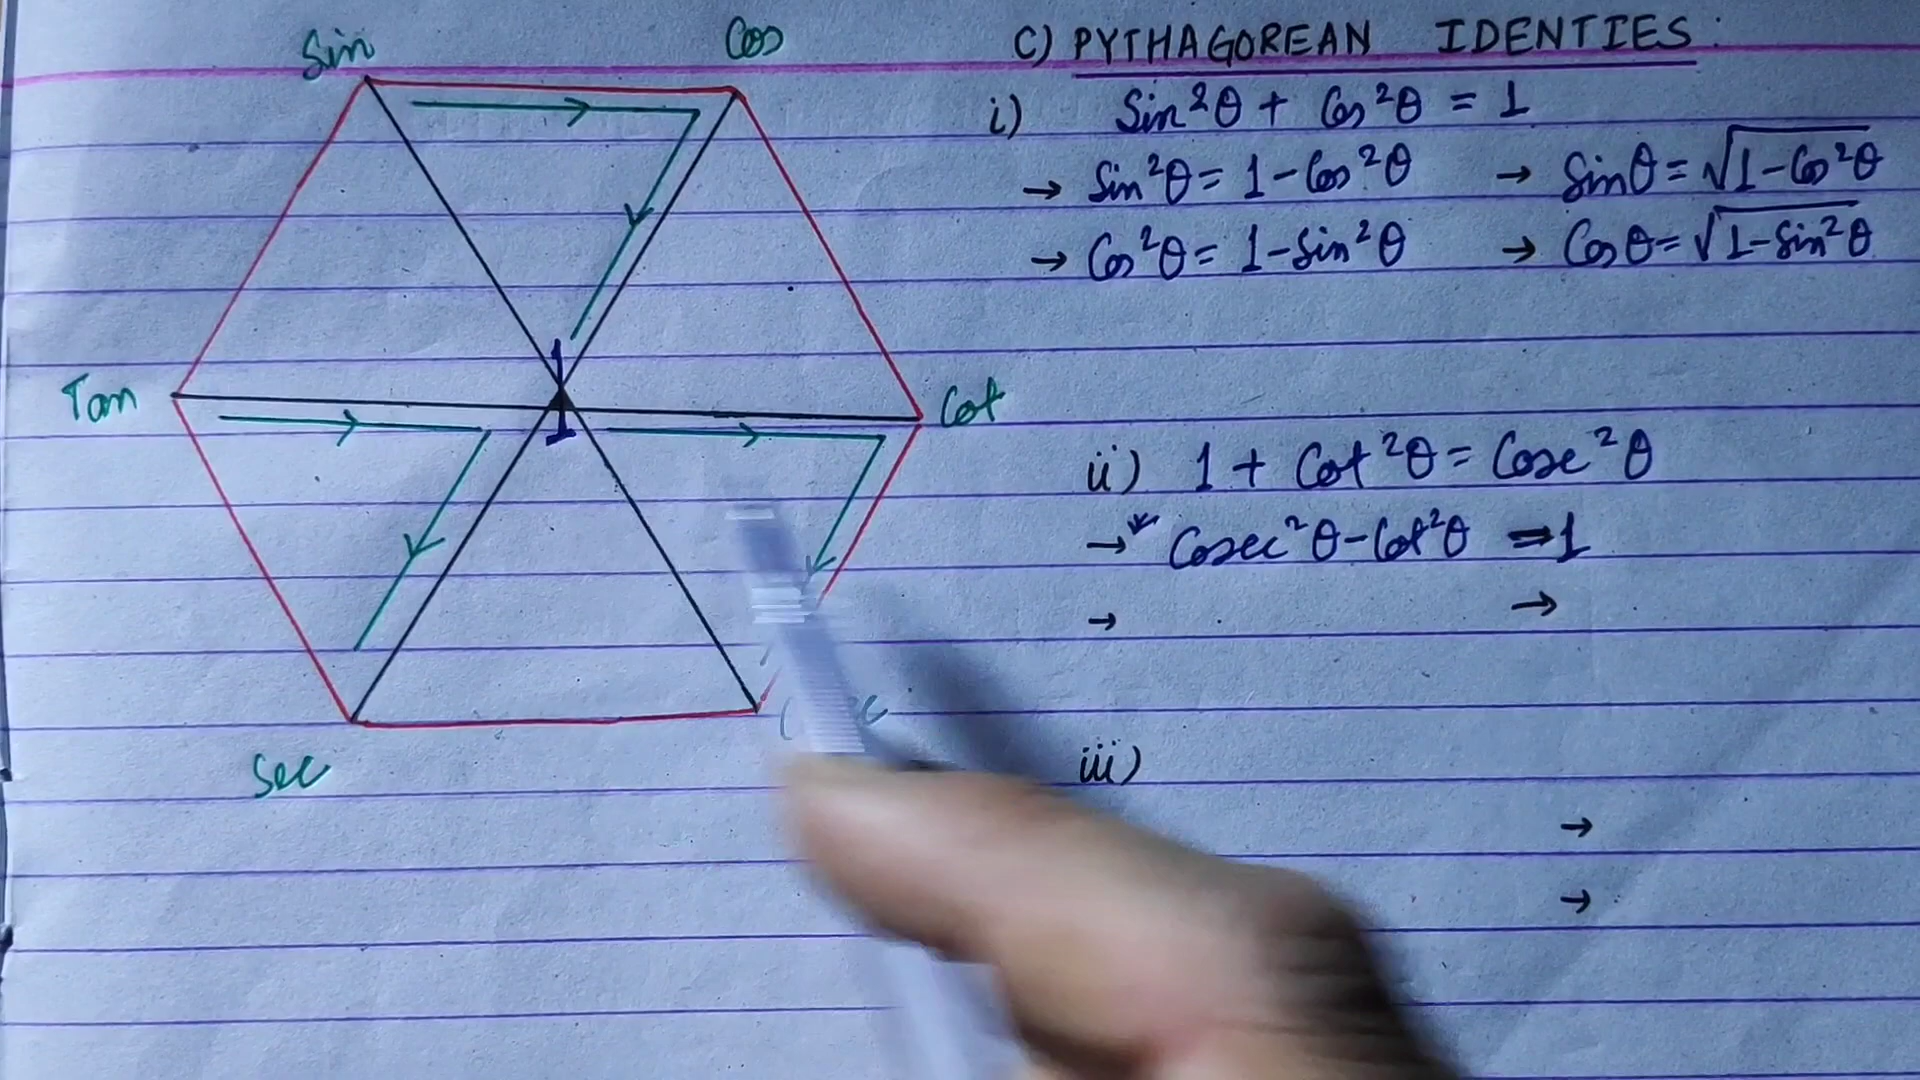 Sin
Cos
Tan
1
Cot
Sec
C) PYTHAGOREAN IDENTIES :
i) Sin²θ + Cos²θ = 1
→ Sin²θ = 1 - Cos²θ → Sinθ = √1 - Cos²θ
→ Cos²θ = 1 - Sin²θ → Cosθ = √1 - Sin²θ
ii) 1 + Cot²θ = Cosec²θ
→* Cosec²θ - Cot²θ = 1
→ →
iii)
→
→